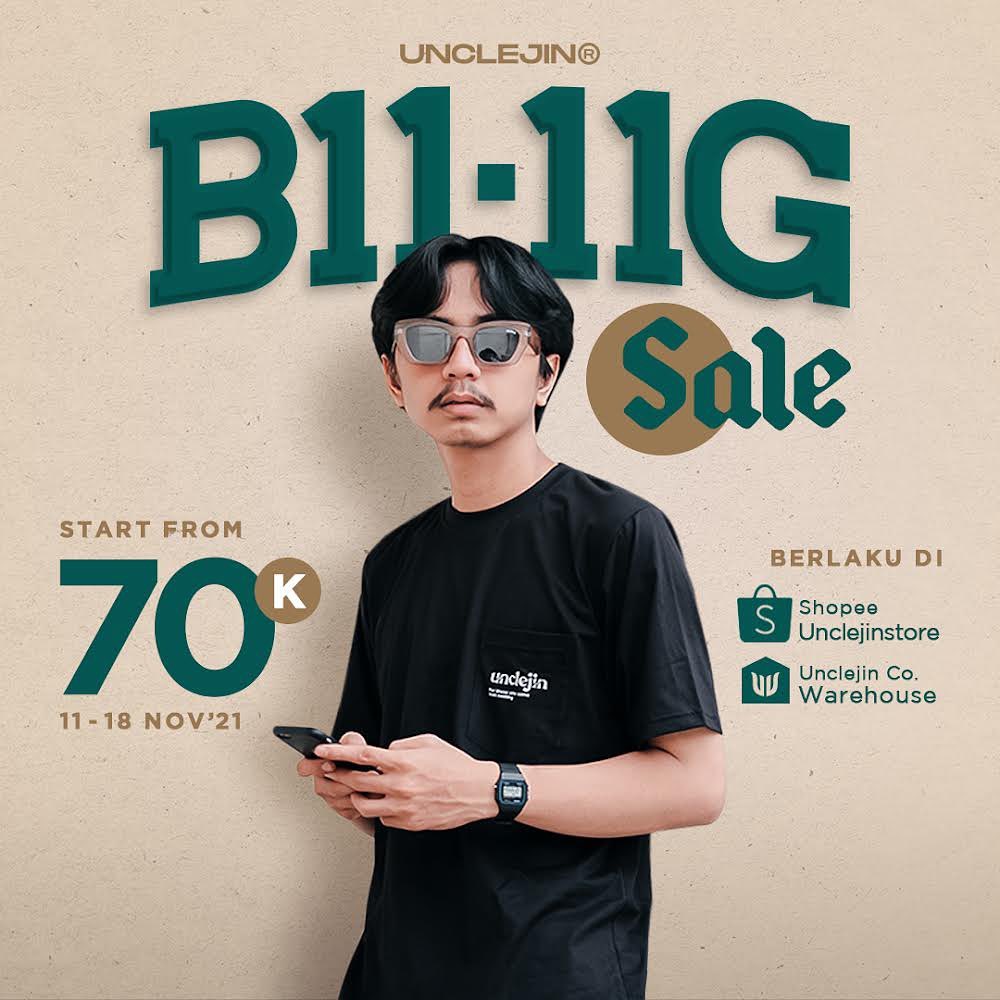 UNCLEJIN®
B11·11G
Sale
START FROM
70K
11 - 18 NOV'21
BERLAKU DI
S
Shopee
Unclejinstore
Unclejin Co.
Warehouse
unclejin